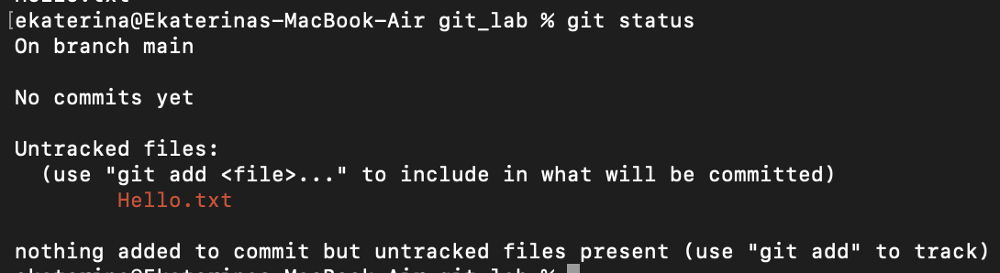 [ekaterina@Ekaterinas-MacBook-Air git_lab % git status
On branch main
No commits yet
Untracked files:
(use "git add <file>..." to include in what will be committed)
Hello.txt
nothing added to commit but untracked files present (use "git add" to track)
ekaterina@Ekaterinas-MacBook-Air git_lab %